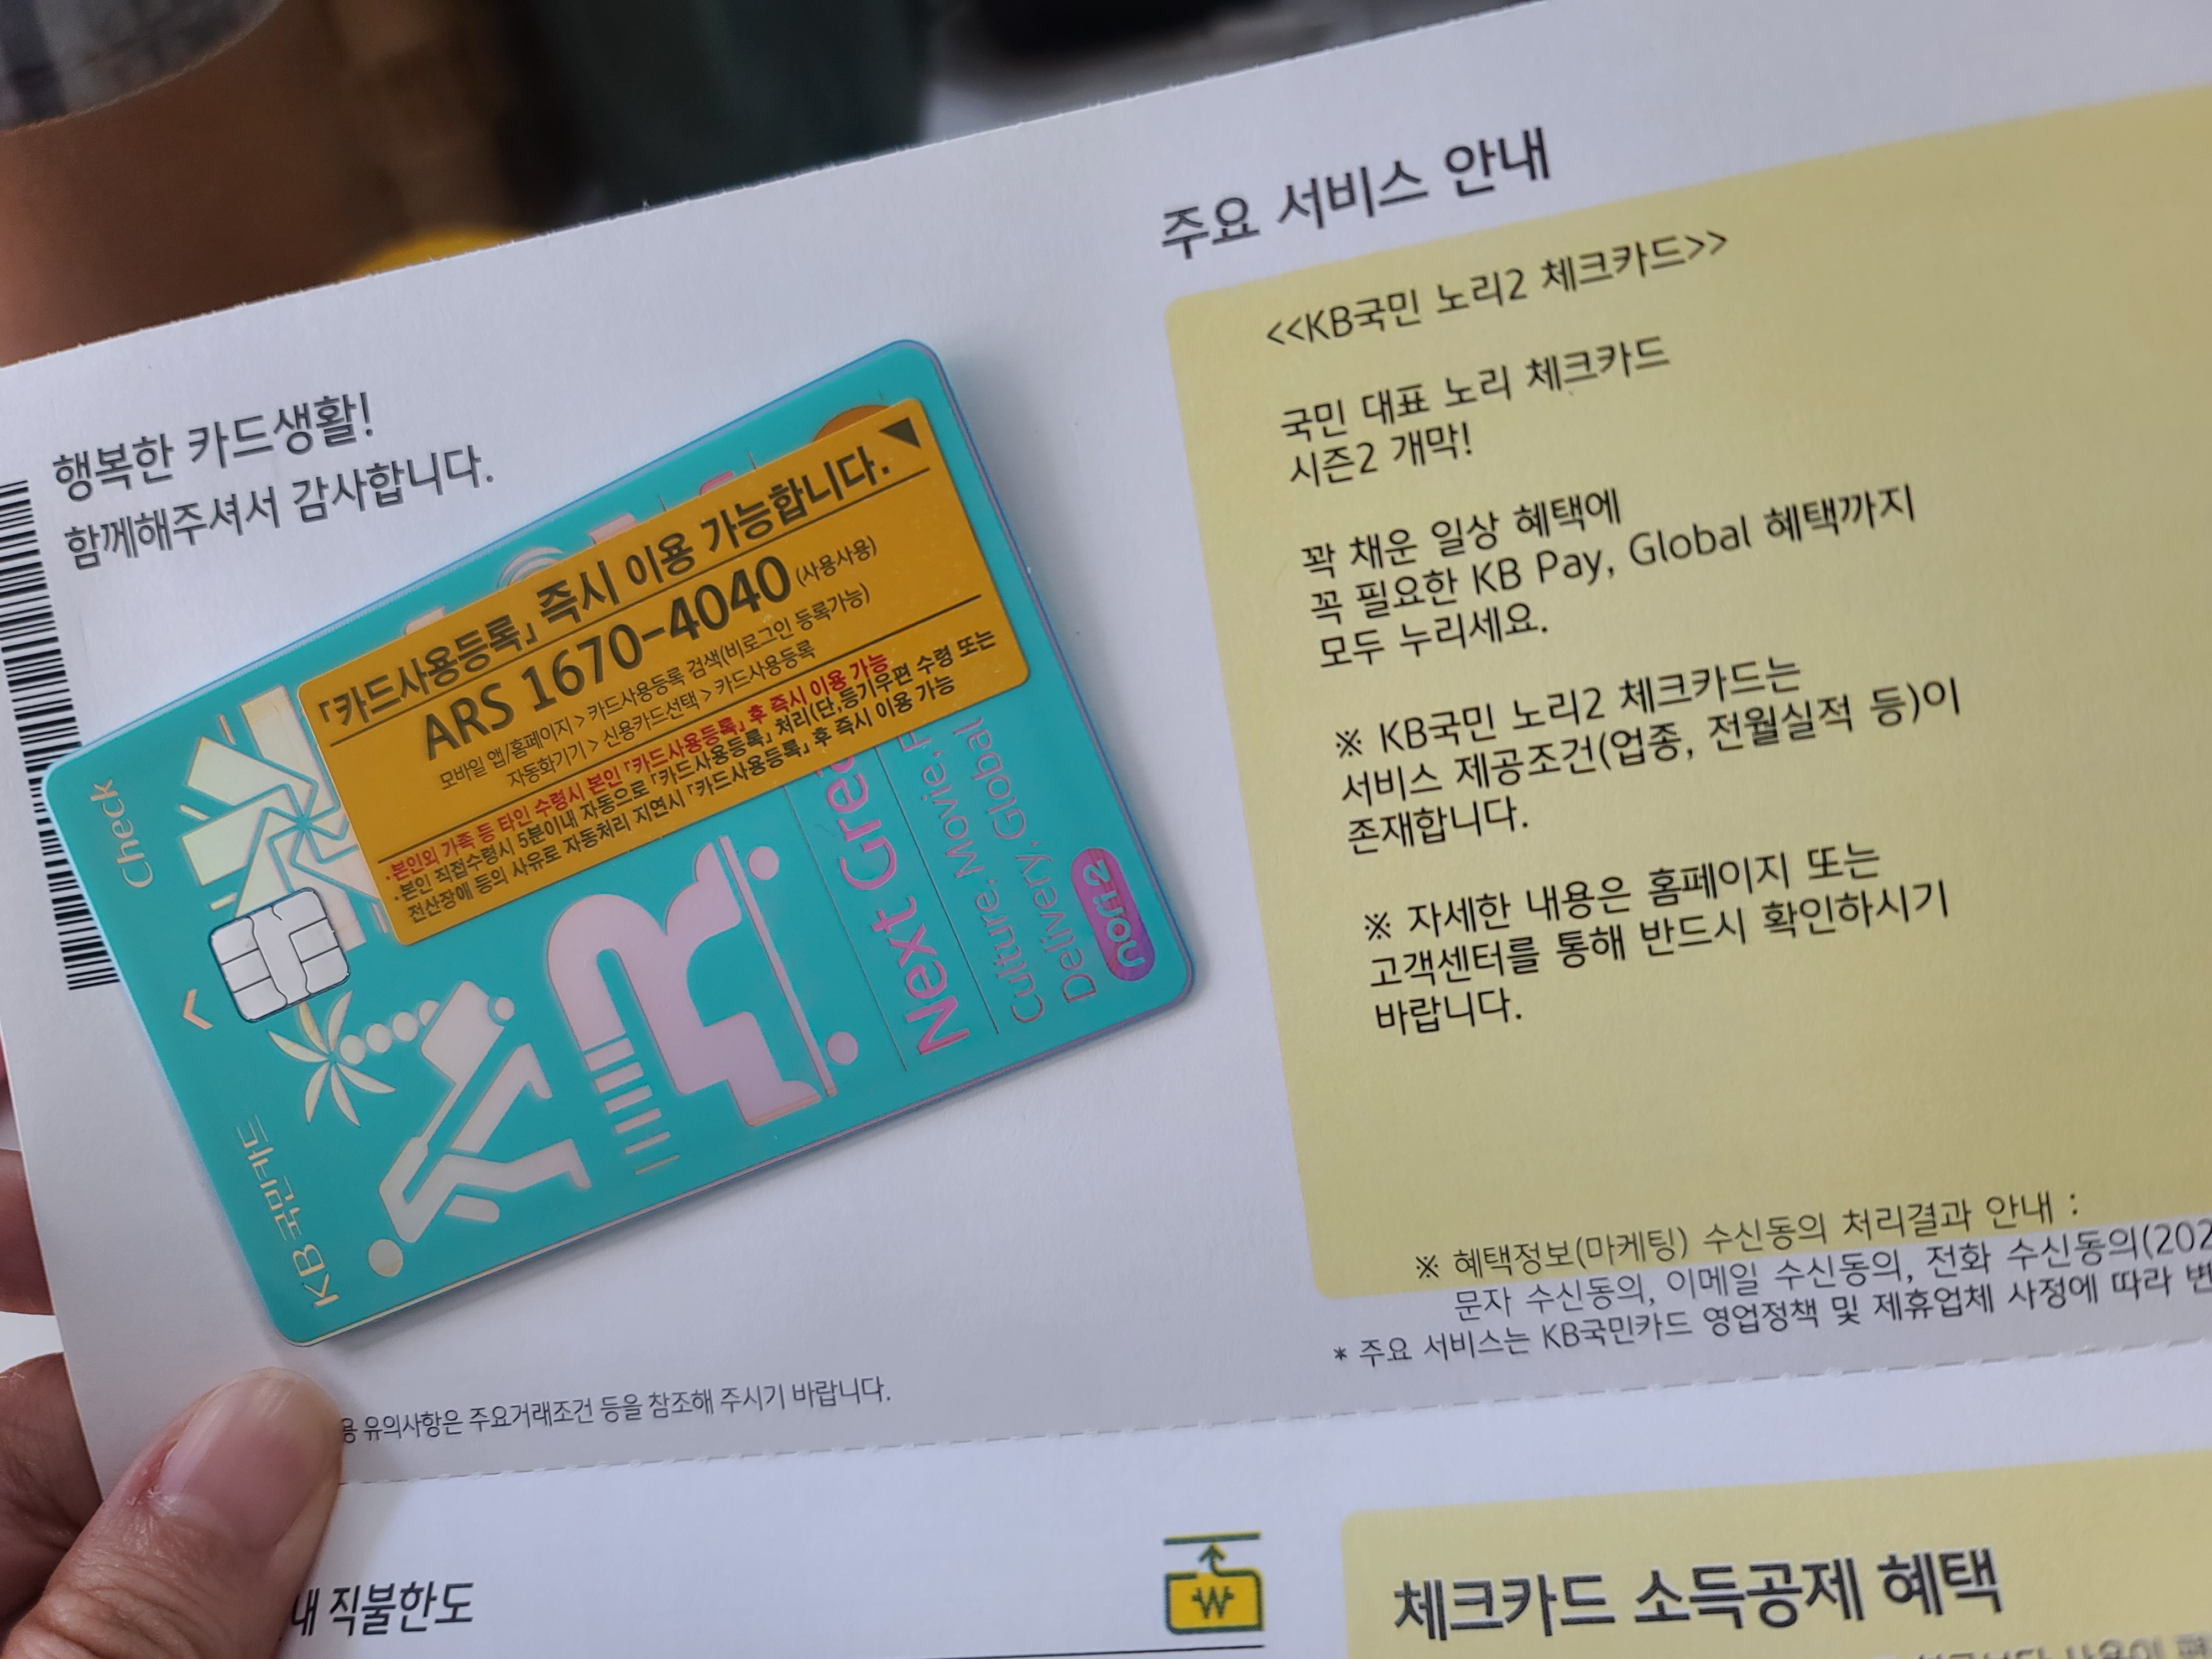 행복한 카드생활!
함께해주셔서 감사합니다.
「카드사용등록」 즉시 이용 가능합니다.
ARS 1670-4040 (사용사용)
모바일 앱/홈페이지 > 카드사용등록 검색(비로그인 등록가능)
자동화기기 > 신용카드선택 > 카드사용등록
·본인외 가족 등 타인 수령시 본인 「카드사용등록」 후 즉시 이용 가능
·본인 직접수령시 5분이내 자동으로 「카드사용등록」 처리(단,등기우편 수령 또는
전산장애 등의 사유로 자동처리 지연시 「카드사용등록」 후 즉시 이용 가능
Check
KB국민카드
Next
Culture, Movie,
Delivery, Global
nori2
용 유의사항은 주요거래조건 등을 참조해 주시기 바랍니다.
주요 서비스 안내
<<KB국민 노리2 체크카드>>
국민 대표 노리 체크카드
시즌2 개막!
꽉 채운 일상 혜택에
꼭 필요한 KB Pay, Global 혜택까지
모두 누리세요.
※ KB국민 노리2 체크카드는
서비스 제공조건(업종, 전월실적 등)이
존재합니다.
※ 자세한 내용은 홈페이지 또는
고객센터를 통해 반드시 확인하시기
바랍니다.
※ 혜택정보(마케팅) 수신동의 처리결과 안내 :
문자 수신동의, 이메일 수신동의, 전화 수신동의(202
* 주요 서비스는 KB국민카드 영업정책 및 제휴업체 사정에 따라 변
내 직불한도
₩
체크카드 소득공제 혜택